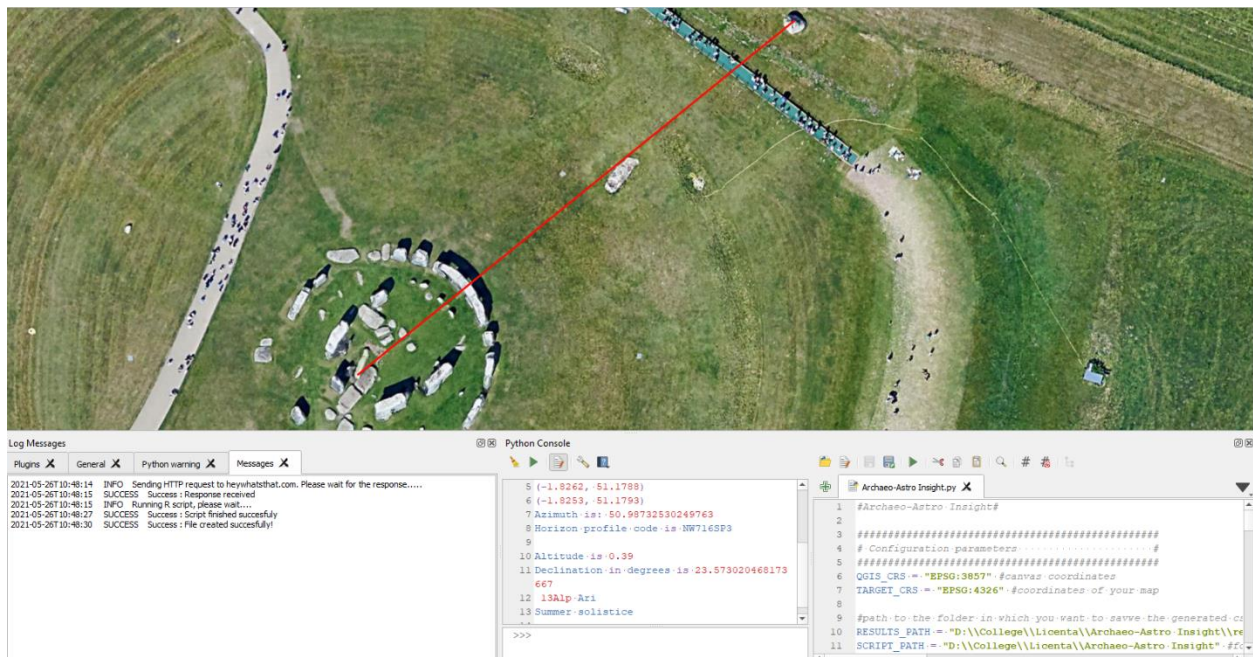 Log Messages
Plugins
General
Python warning
Messages
2021-05-26T10:48:14 INFO Sending HTTP request to heywhatsthat.com. Please wait for the response.....
2021-05-26T10:48:15 SUCCESS Success : Response received
2021-05-26T10:48:15 INFO Running R script, please wait....
2021-05-26T10:48:27 SUCCESS Success : Script finished succesfuly
2021-05-26T10:48:30 SUCCESS Success : File created succesfully!
Python Console
5 (-1.8262, 51.1788)
6 (-1.8253, 51.1793)
7 Azimuth is: 50.98732530249763
8 Horizon profile code is NW716SP3
9
10 Altitude is 0.39
11 Declination in degrees is 23.573020468173
667
12 13Alp Ari
13 Summer solistice
>>>
Archaeo-Astro Insight.py
1 #Archaeo-Astro Insight#
2
3 ####################################################
4 # Configuration parameters #
5 ####################################################
6 QGIS_CRS = "EPSG:3857" #canvas coordinates
7 TARGET_CRS = "EPSG:4326" #coordinates of your map
8
9 #path to the folder in which you want to savve the generated
10 RESULTS_PATH = "D:\\College\\Licenta\\Archaeo-Astro Insight\\re
11 SCRIPT_PATH = "D:\\College\\Licenta\\Archaeo-Astro Insight"